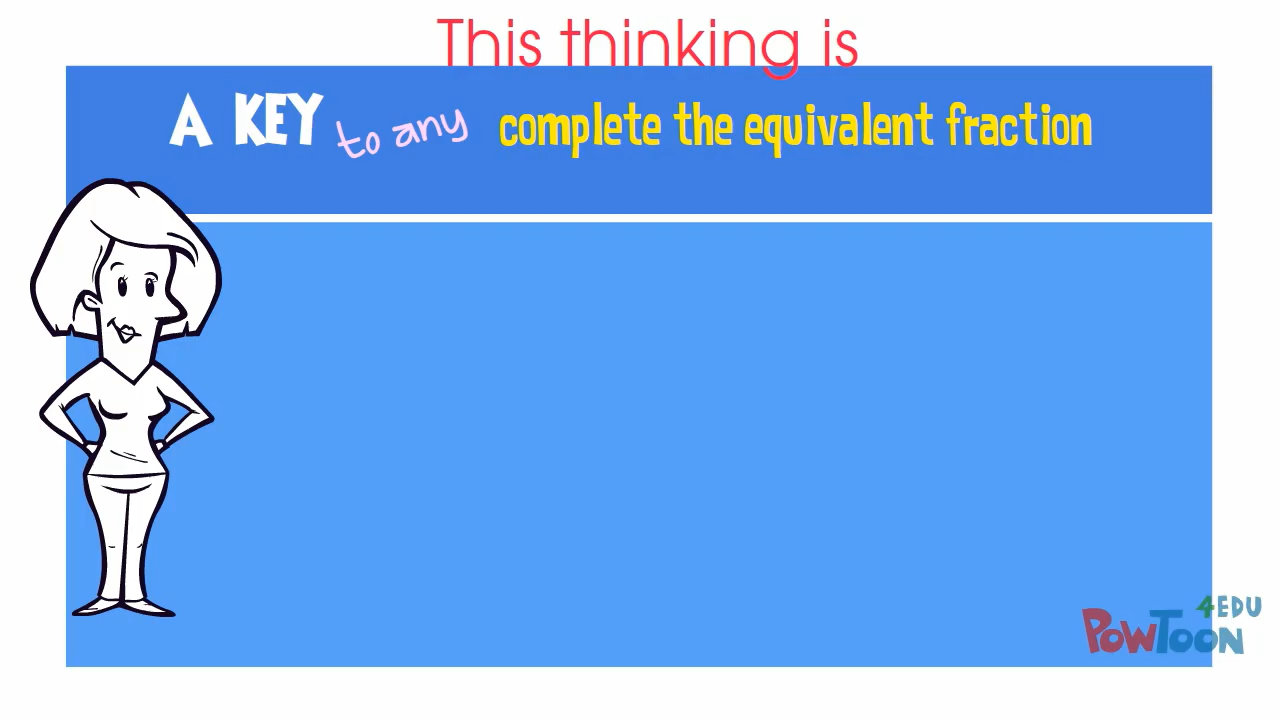 This thinking is
A KEY to any complete the equivalent fraction
4EDU
POWTOON